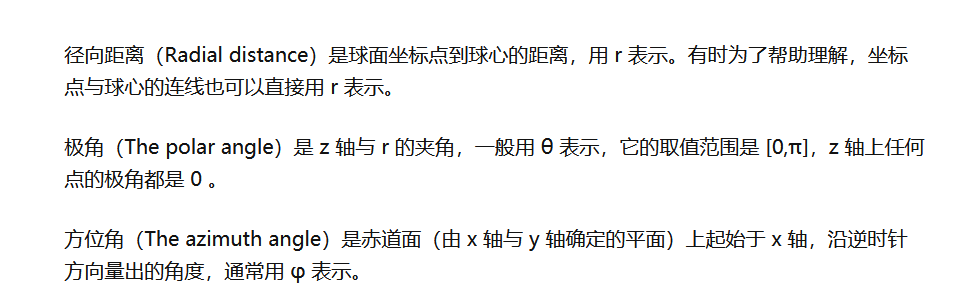 径向距离（Radial distance）是球面坐标点到球心的距离，用 r 表示。有时为了帮助理解，坐标
点与球心的连线也可以直接用 r 表示。
极角（The polar angle）是 z 轴与 r 的夹角，一般用 θ 表示，它的取值范围是 [0,π]，z 轴上任何
点的极角都是 0 。
方位角（The azimuth angle）是赤道面（由 x 轴与 y 轴确定的平面）上起始于 x 轴，沿逆时针
方向量出的角度，通常用 φ 表示。